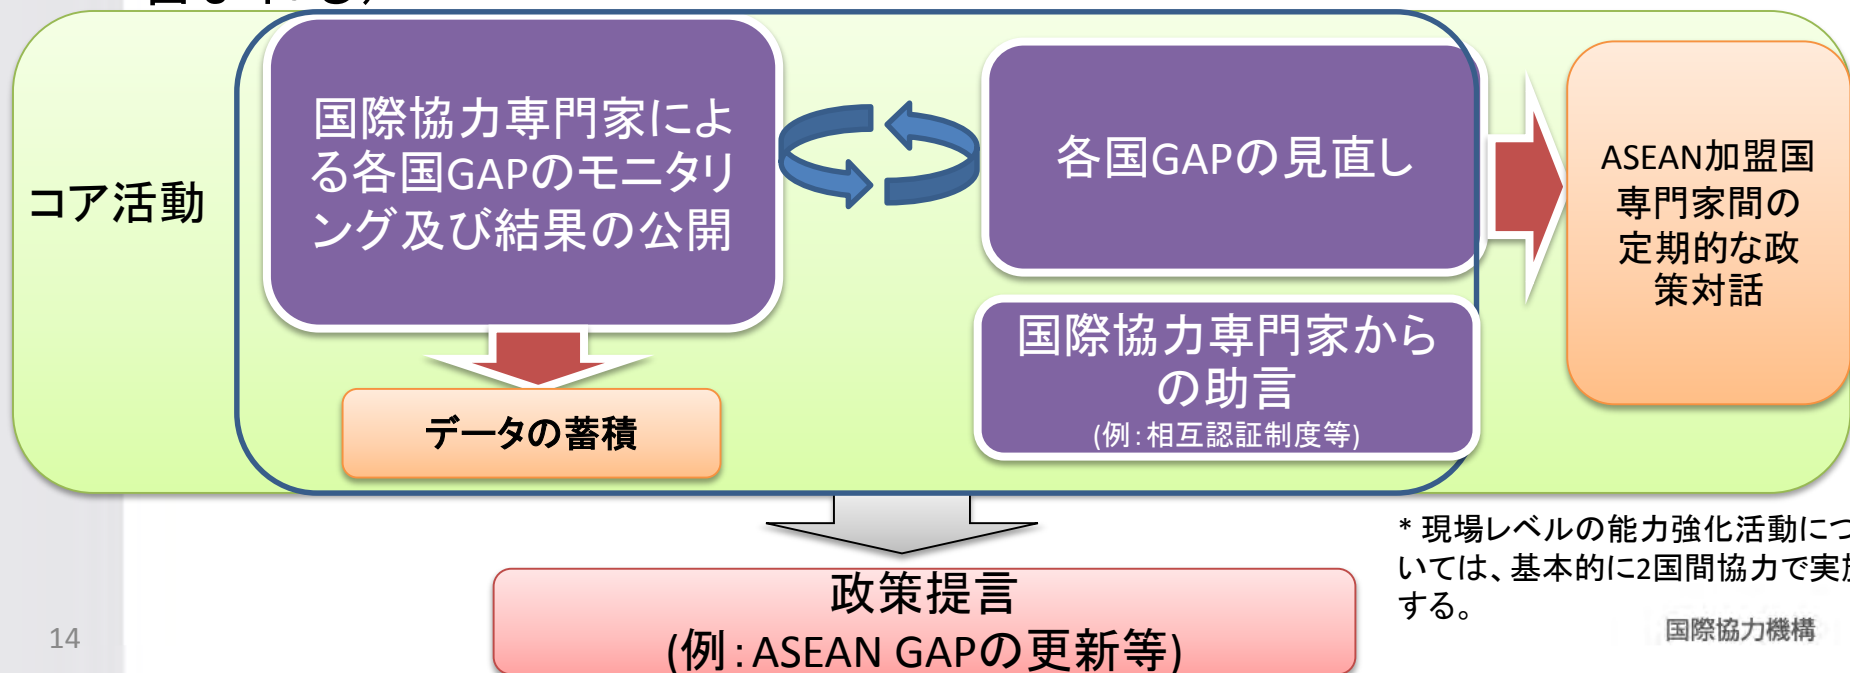 コア活動
国際協力専門家によ
る各国GAPのモニタリ
ング及び結果の公開
各国GAPの見直し
ASEAN加盟国
専門家間の
定期的な政
策対話
国際協力専門家から
の助言
(例：相互認証制度等)
データの蓄積
政策提言
(例：ASEAN GAPの更新等)
* 現場レベルの能力強化活動につ
いては、基本的に2国間協力で実施
する。
14
国際協力機構